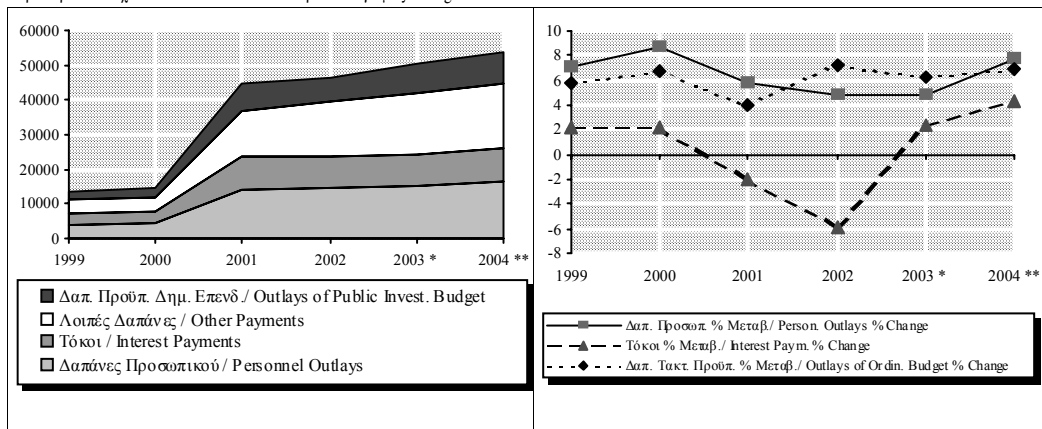 60000
50000
40000
30000
20000
10000
0
1999 2000 2001 2002 2003 * 2004 **
Δαπ. Προϋπ. Δημ. Επενδ./ Outlays of Public Invest. Budget
Λοιπές Δαπάνες / Other Payments
Τόκοι / Interest Payments
Δαπάνες Προσωπικού / Personnel Outlays
10
8
6
4
2
0
-2
-4
-6
-8
1999 2000 2001 2002 2003 * 2004 **
Δαπ. Προσωπ. % Μεταβ./ Person. Outlays % Change
Τόκοι % Μεταβ./ Interest Paym. % Change
Δαπ. Τακτ. Προϋπ. % Μεταβ./ Outlays of Ordin. Budget % Change